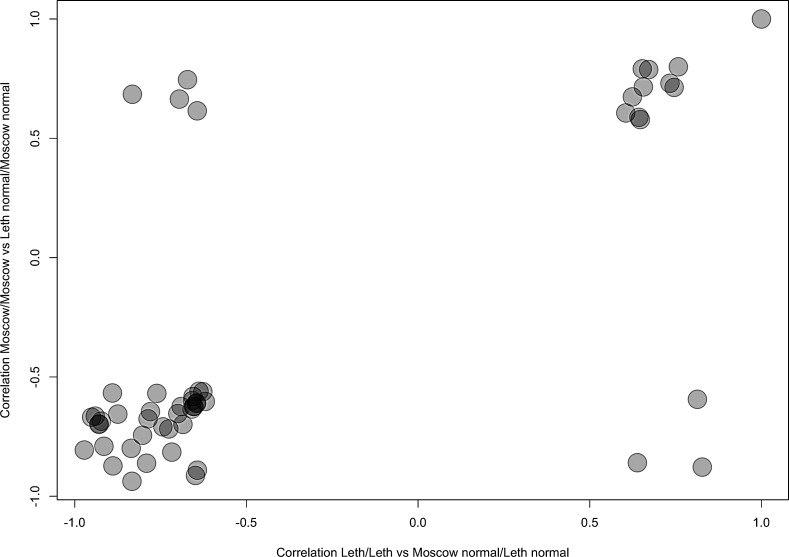 Correlation Moscow/Moscow vs Leth normal/Moscow normal
1.0
0.5
0.0
-0.5
-1.0
-1.0 -0.5 0.0 0.5 1.0
Correlation Leth/Leth vs Moscow normal/Leth normal